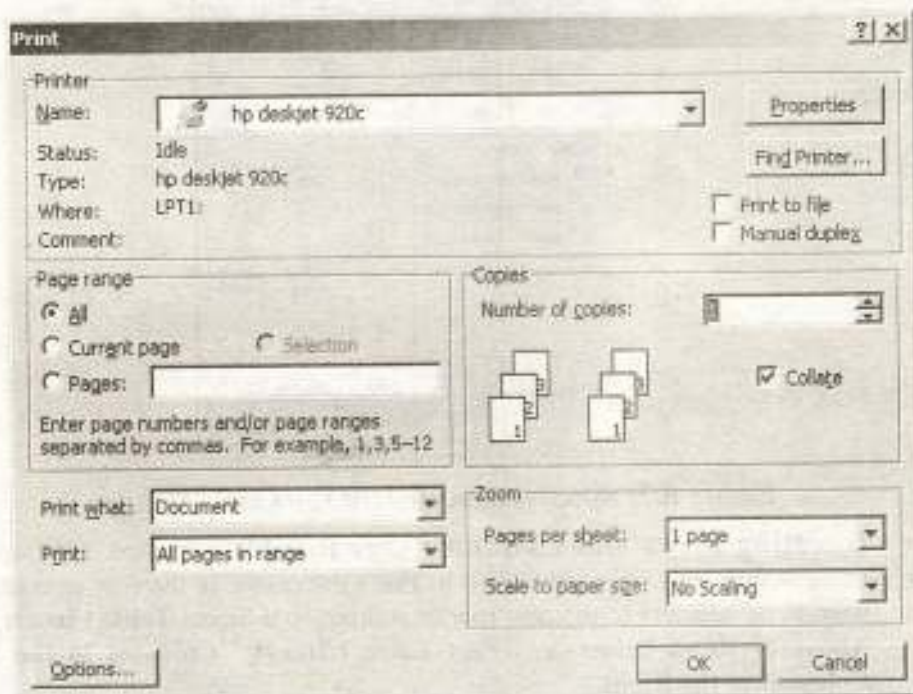 Print
Printer
Name: hp deskjet 920c Properties
Status: Idle Find Printer...
Type: hp deskjet 920c
Where: LPT1: Print to file
Comment: Manual duplex
Page range
All
Current page Selection
Pages:
Enter page numbers and/or page ranges
separated by commas. For example, 1,3,5-12
Copies
Number of copies:
Collate
Print what: Document
Print: All pages in range
Zoom
Pages per sheet: 1 page
Scale to paper size: No Scaling
Options... OK Cancel